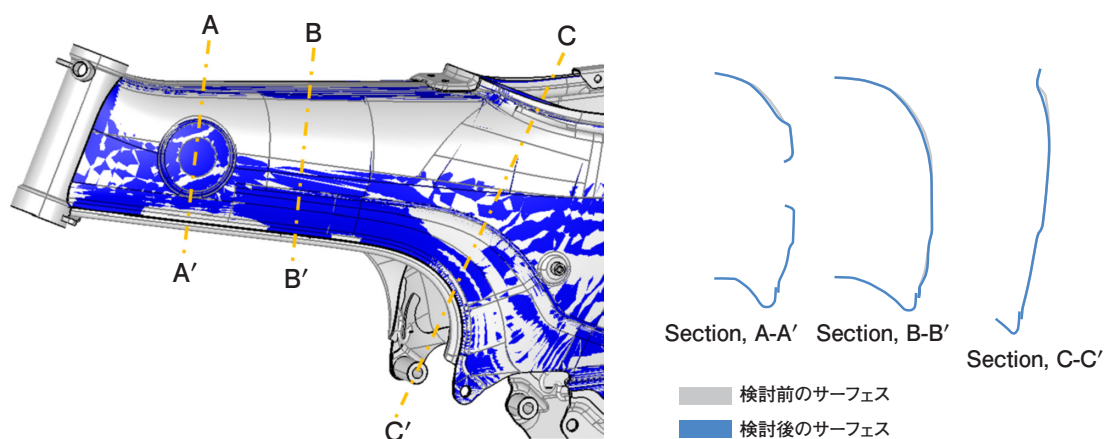 A
B
C
A′
B′
C′
Section, A-A′
Section, B-B′
Section, C-C′
検討前のサーフェス
検討後のサーフェス